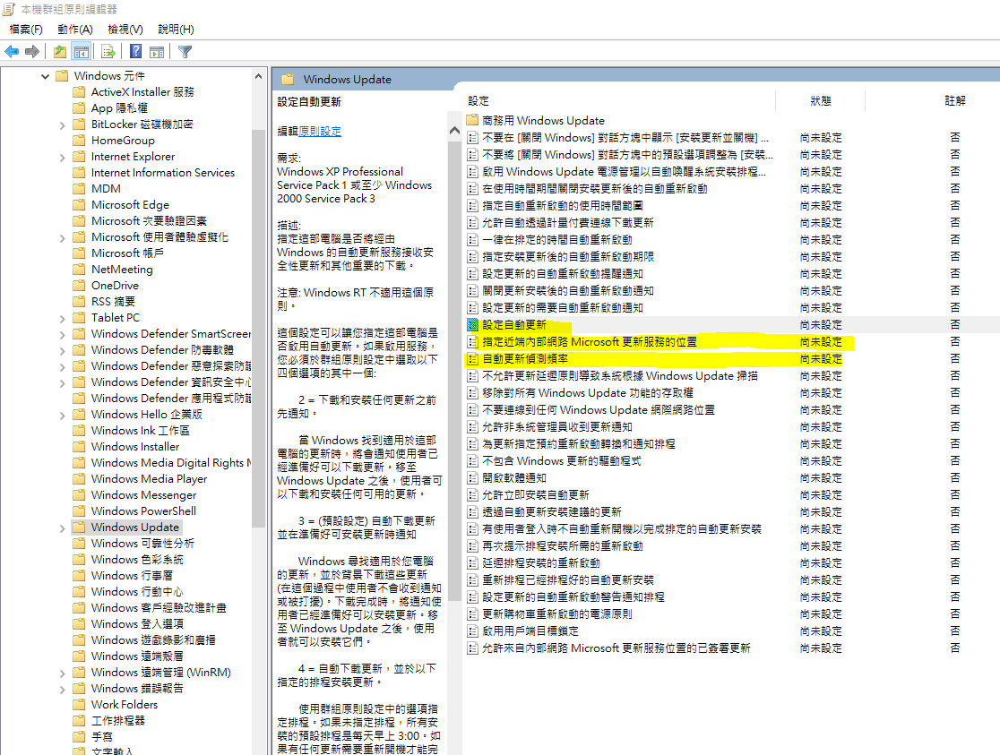 本機群組原則編輯器
檔案(F) 動作(A) 檢視(V) 說明(H)
Windows 元件
ActiveX Installer 服務
App 隱私權
BitLocker 磁碟機加密
HomeGroup
Internet Explorer
Internet Information Services
MDM
Microsoft Edge
Microsoft 次要驗證因素
Microsoft 使用者體驗虛擬化
Microsoft 帳戶
NetMeeting
OneDrive
RSS 摘要
Tablet PC
Windows Defender SmartScreen
Windows Defender 防毒軟體
Windows Defender 惡意探索防護
Windows Defender 資訊安全中心
Windows Defender 應用程式防護
Windows Hello 企業版
Windows Ink 工作區
Windows Installer
Windows Media Digital Rights M
Windows Media Player
Windows Messenger
Windows PowerShell
Windows Update
Windows 可靠性分析
Windows 色彩系統
Windows 行事曆
Windows 行動中心
Windows 客戶經驗改進計畫
Windows 登入選項
Windows 遊戲錄影和廣播
Windows 遠端殼層
Windows 遠端管理 (WinRM)
Windows 錯誤報告
Work Folders
工作排程器
手寫
文字輸入
Windows Update
設定自動更新
編輯原則設定
需求:
Windows XP Professional
Service Pack 1 或至少 Windows
2000 Service Pack 3
描述:
指定這部電腦是否將經由
Windows 的自動更新服務接收安
全性更新和其他重要的下載。
注意: Windows RT 不適用這個原
則。
這個設定可以讓您指定這部電腦是
否啟用自動更新。如果啟用服務，
您必須於群組原則設定中選取以下
四個選項的其中一個:
2 = 下載和安裝任何更新之前
先通知。
當 Windows 找到適用於這部
電腦的更新時，將會通知使用者已
經準備好可以下載更新。移至
Windows Update 之後，使用者可
以下載和安裝任何可用的更新。
3 = (預設設定) 自動下載更新
並在準備好可安裝更新時通知
Windows 尋找適用於您電腦
的更新，並於背景下載這些更新
(在這個過程中使用者不會收到通知
或被打擾)。下載完成時，將通知使
用者已經準備好可以安裝更新。移
至 Windows Update 之後，使用
者就可以安裝它們。
4 = 自動下載更新，並於以下
指定的排程安裝更新。
使用群組原則設定中的選項指
定排程。如果未指定排程，所有安
裝的預設排程是每天早上 3:00。如
果有任何更新需要重新開機才能完
設定 狀態 註解
商務用 Windows Update
不要在 [關閉 Windows] 對話方塊中顯示 [安裝更新並關機] ... 尚未設定 否
不要將 [關閉 Windows] 對話方塊中的預設選項調整為 [安裝... 尚未設定 否
啟用 Windows Update 電源管理以自動喚醒系統安裝排程... 尚未設定 否
在使用時間期間關閉安裝更新後的自動重新啟動 尚未設定 否
指定自動重新啟動的使用時間範圍 尚未設定 否
允許自動透過計量付費連線下載更新 尚未設定 否
一律在排定的時間自動重新啟動 尚未設定 否
指定安裝更新後的自動重新啟動期限 尚未設定 否
設定更新的自動重新啟動提醒通知 尚未設定 否
關閉更新安裝後的自動重新啟動通知 尚未設定 否
設定更新的需要自動重新啟動通知 尚未設定 否
設定自動更新 尚未設定 否
指定近端內部網路 Microsoft 更新服務的位置 尚未設定 否
自動更新偵測頻率 尚未設定 否
不允許更新延遲原則導致系統根據 Windows Update 掃描 尚未設定 否
移除對所有 Windows Update 功能的存取權 尚未設定 否
不要連線到任何 Windows Update 網際網路位置 尚未設定 否
允許非系統管理員收到更新通知 尚未設定 否
為更新指定預約重新啟動轉換和通知排程 尚未設定 否
不包含 Windows 更新的驅動程式 尚未設定 否
開啟軟體通知 尚未設定 否
允許立即安裝自動更新 尚未設定 否
透過自動更新安裝建議的更新 尚未設定 否
有使用者登入時不自動重新開機以完成排定的自動更新安裝 尚未設定 否
再次提示排程安裝所需的重新啟動 尚未設定 否
延遲排程安裝的重新啟動 尚未設定 否
重新排程已經排程好的自動更新安裝 尚未設定 否
設定更新的自動重新啟動警告通知排程 尚未設定 否
更新購物車重新啟動的電源原則 尚未設定 否
啟用用戶端目標鎖定 尚未設定 否
允許來自內部網路 Microsoft 更新服務位置的已簽署更新 尚未設定 否